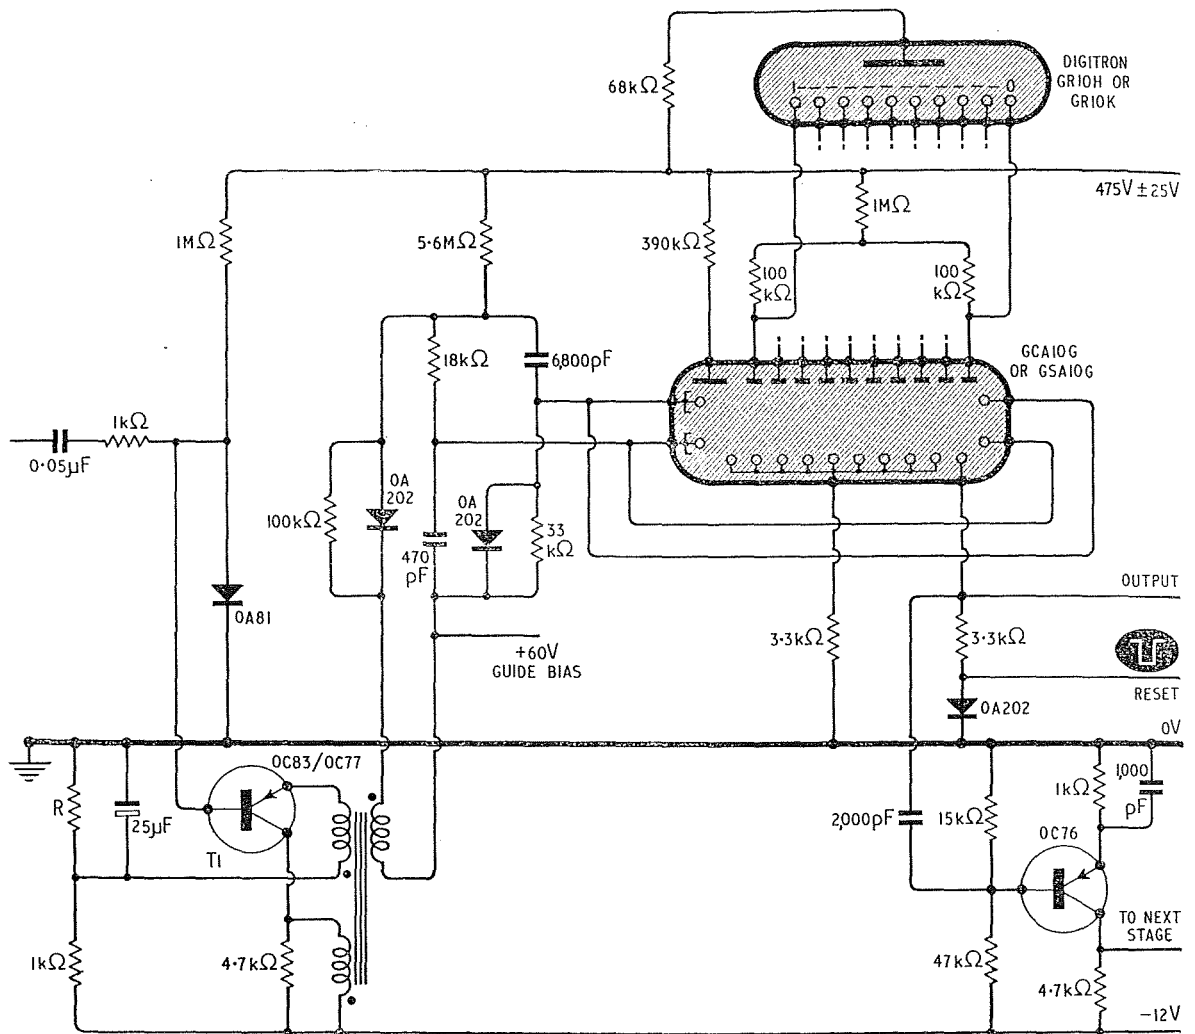 68kΩ
DIGITRON
GR10H OR
GR10K
1 0
475V ±25V
1MΩ
5·6MΩ
390kΩ
1MΩ
100
kΩ
100
kΩ
18kΩ
6,800pF
GCA10G
OR GSA10G
1kΩ
0·05µF
OA
202
100kΩ
470
pF
OA
202
33
kΩ
OA81
3·3kΩ
3·3kΩ
OUTPUT
+60V
GUIDE BIAS
RESET
OA202
0V
OC83/OC77
R
25µF
T1
1kΩ
4·7kΩ
2,000pF
15kΩ
1kΩ
1,000
pF
OC76
TO NEXT
STAGE
47kΩ
4·7kΩ
-12V